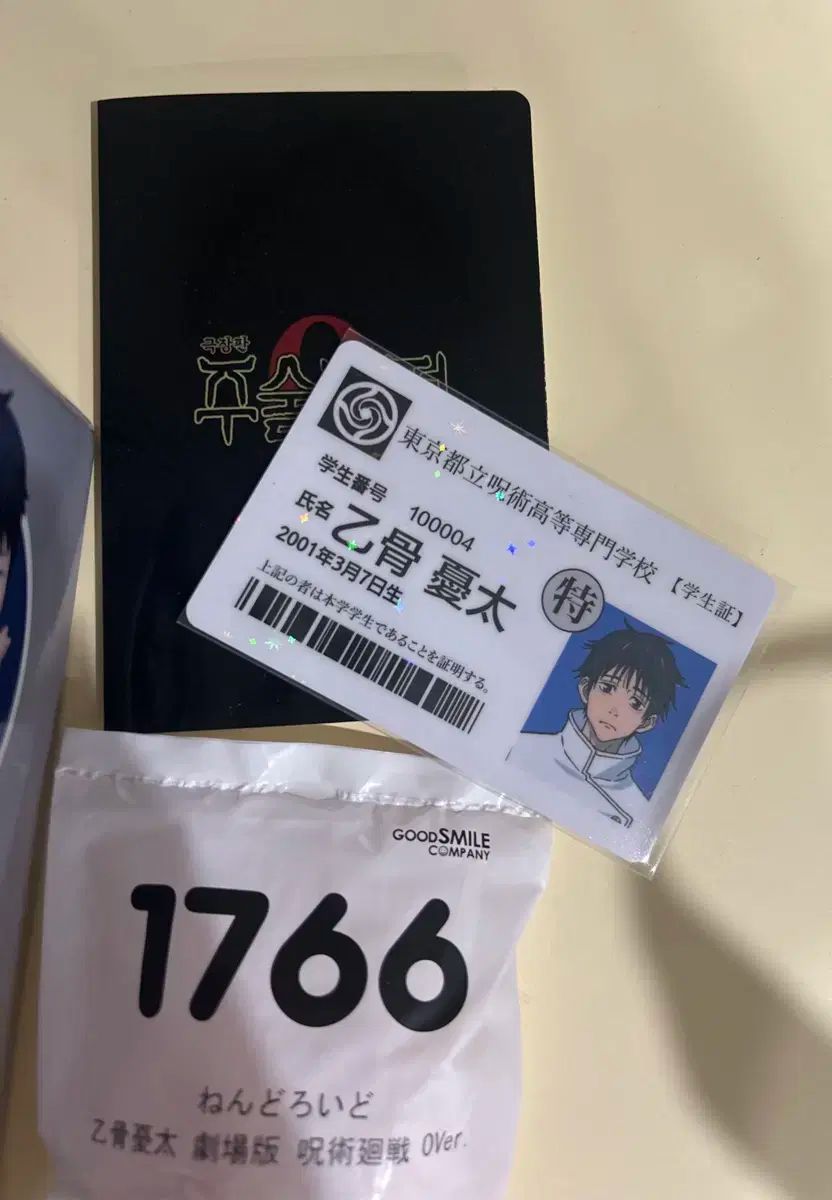 극장판
주술
東京都立呪術高等専門学校 【学生証】
学生番号 100004
氏名 乙骨 憂太
2001年3月7日生
特
上記の者は本学学生であることを証明する。
GOODSMILE
COMPANY
1766
ねんどろいど
乙骨憂太 劇場版 呪術廻戦 0Ver.